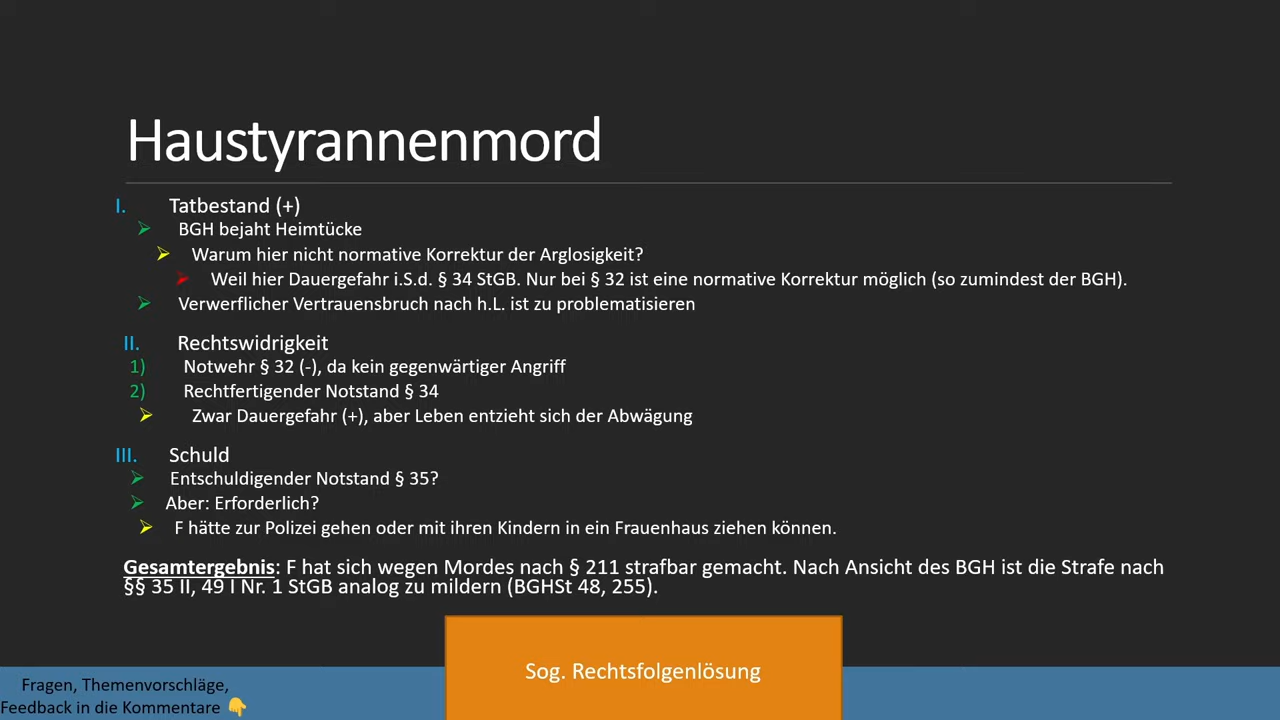 Haustyrannenmord
I. Tatbestand (+)
BGH bejaht Heimtücke
Warum hier nicht normative Korrektur der Arglosigkeit?
Weil hier Dauergefahr i.S.d. § 34 StGB. Nur bei § 32 ist eine normative Korrektur möglich (so zumindest der BGH).
Verwerflicher Vertrauensbruch nach h.L. ist zu problematisieren
II. Rechtswidrigkeit
1) Notwehr § 32 (-), da kein gegenwärtiger Angriff
2) Rechtfertigender Notstand § 34
Zwar Dauergefahr (+), aber Leben entzieht sich der Abwägung
III. Schuld
Entschuldigender Notstand § 35?
Aber: Erforderlich?
F hätte zur Polizei gehen oder mit ihren Kindern in ein Frauenhaus ziehen können.
Gesamtergebnis: F hat sich wegen Mordes nach § 211 strafbar gemacht. Nach Ansicht des BGH ist die Strafe nach
§§ 35 II, 49 I Nr. 1 StGB analog zu mildern (BGHSt 48, 255).
Sog. Rechtsfolgenlösung
Fragen, Themenvorschläge,
Feedback in die Kommentare 👇